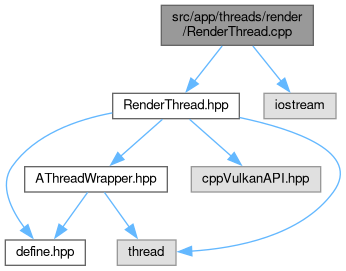 src/app/threads/render
/RenderThread.cpp
RenderThread.hpp
iostream
AThreadWrapper.hpp
cppVulkanAPI.hpp
define.hpp
thread